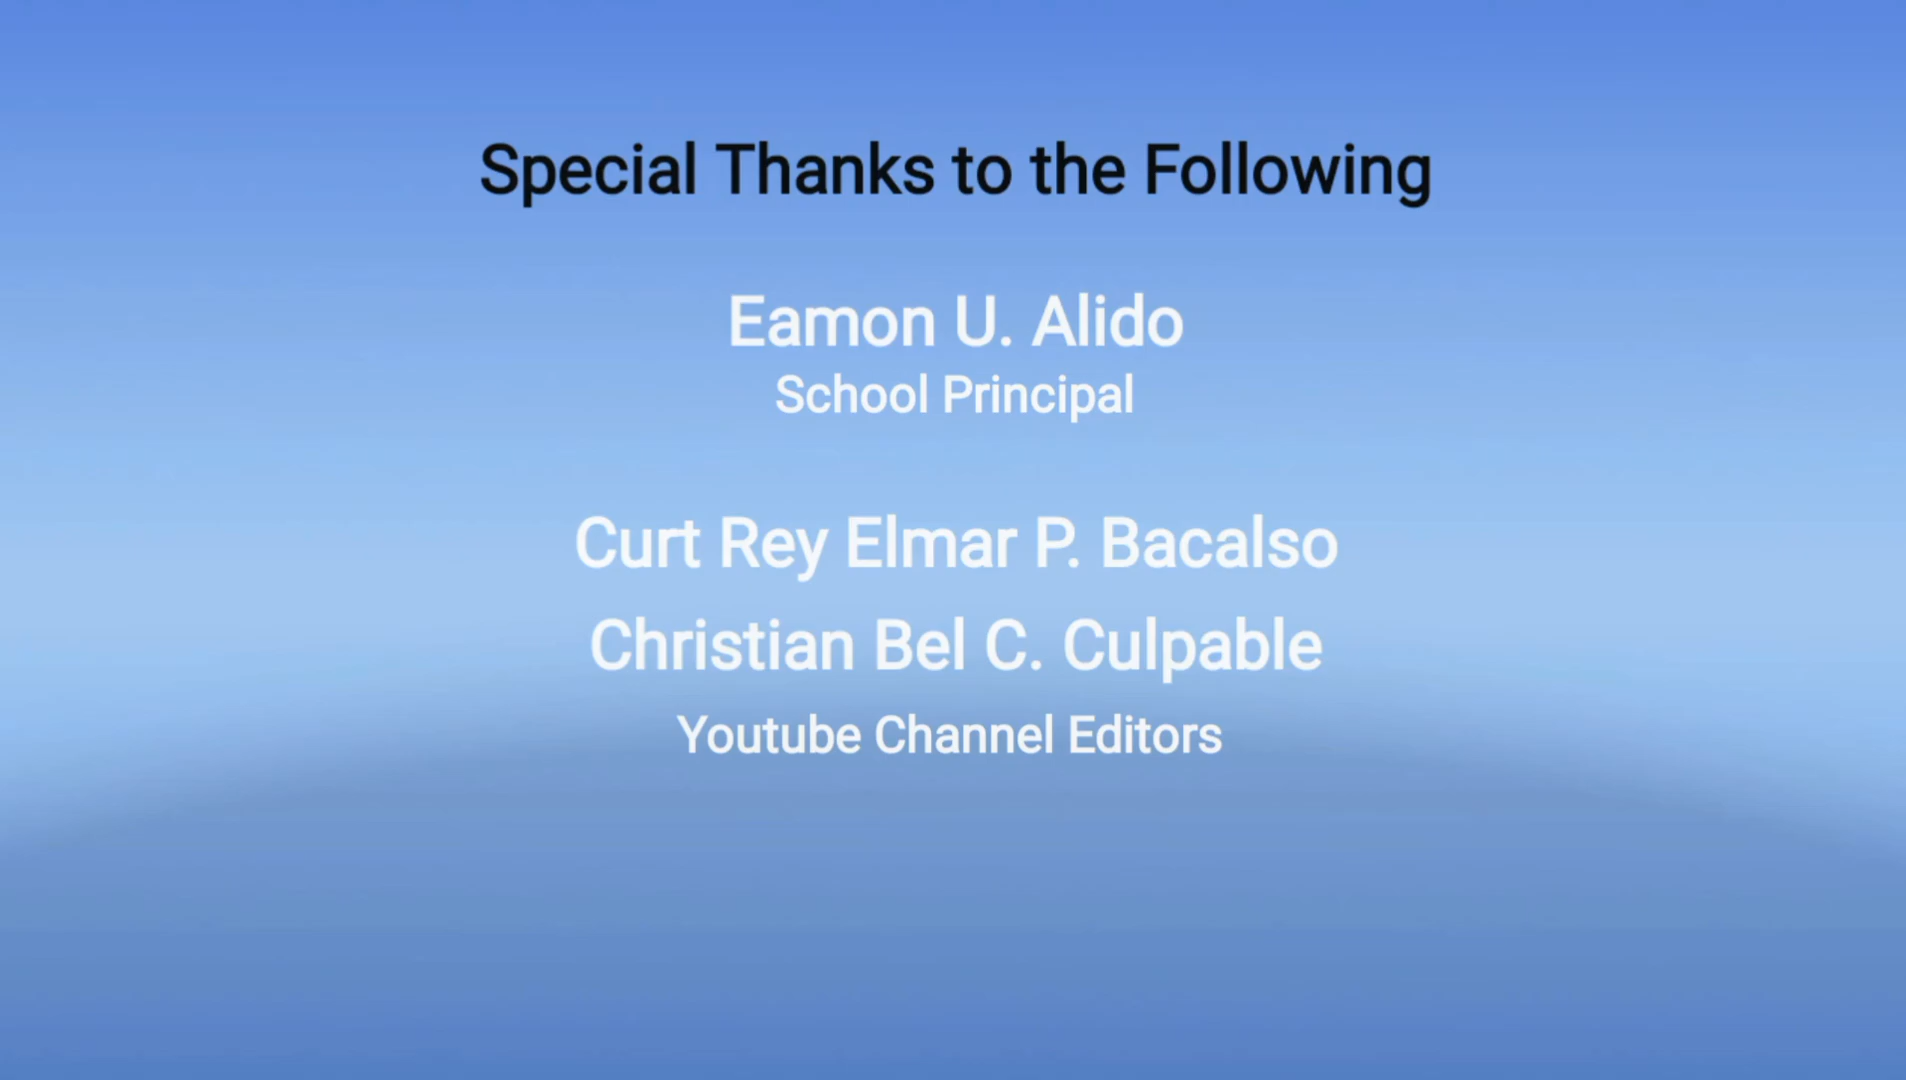 Special Thanks to the Following
Eamon U. Alido
School Principal
Curt Rey Elmar P. Bacalso
Christian Bel C. Culpable
Youtube Channel Editors